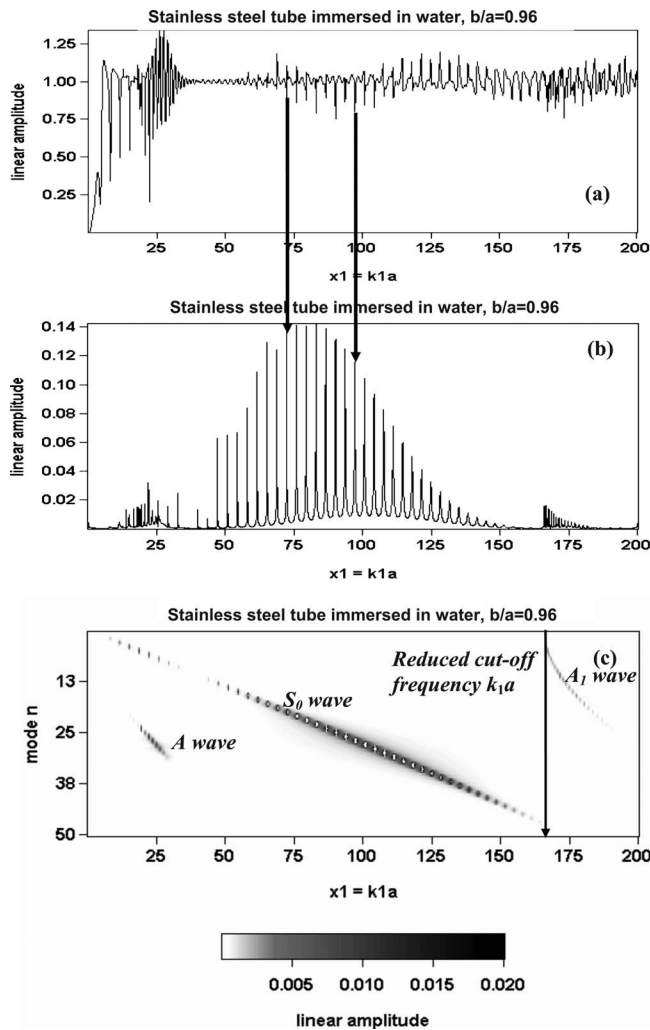 Stainless steel tube immersed in water, b/a=0.96
linear amplitude
1.25
1.00
0.75
0.50
0.25
(a)
25 50 75 100 125 150 175 200
x1 = k1a
Stainless steel tube immersed in water, b/a=0.96
linear amplitude
0.14
0.12
0.10
0.08
0.06
0.04
0.02
(b)
25 50 75 100 125 150 175 200
x1 = k1a
Stainless steel tube immersed in water, b/a=0.96
mode n
13
25
38
50
(c)
Reduced cut-off
frequency k₁a
A₁ wave
S₀ wave
A wave
25 50 75 100 125 150 175 200
x1 = k1a
0.005 0.010 0.015 0.020
linear amplitude